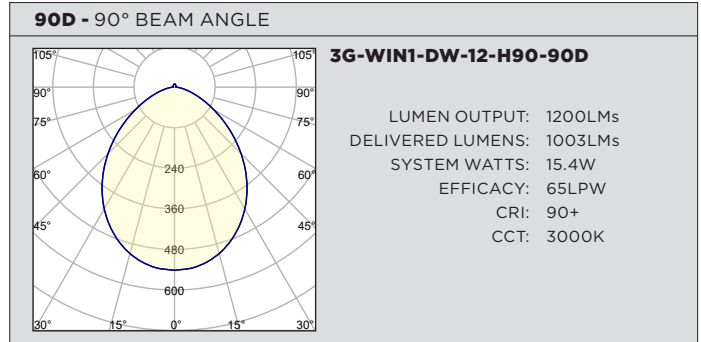 90D - 90° BEAM ANGLE
3G-WIN1-DW-12-H90-90D
105° 105°
90° 90°
75° 75°
60° 60°
45° 45°
240
360
480
600
30° 15° 0° 15° 30°
LUMEN OUTPUT: 1200LMs
DELIVERED LUMENS: 1003LMs
SYSTEM WATTS: 15.4W
EFFICACY: 65LPW
CRI: 90+
CCT: 3000K